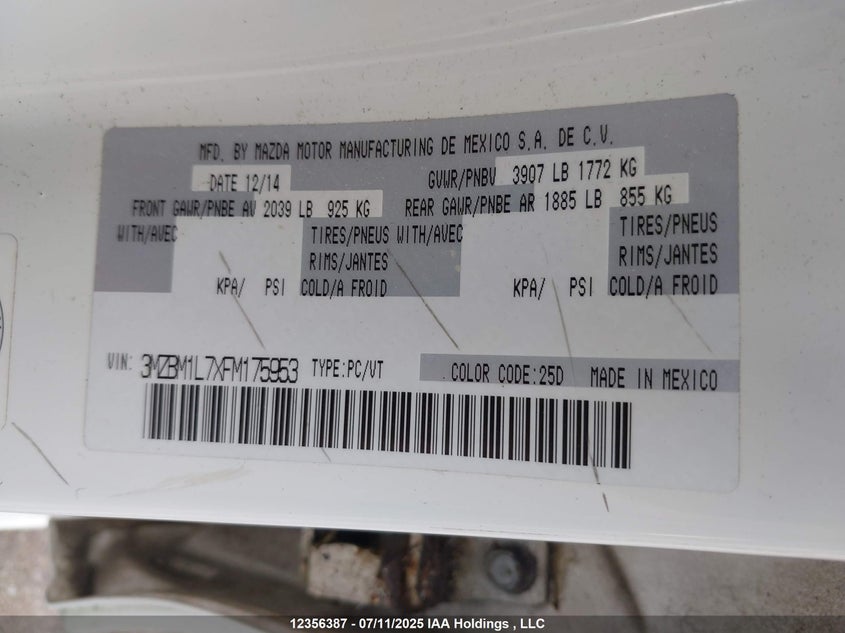 MFD. BY MAZDA MOTOR MANUFACTURING DE MEXICO S.A. DE C.V.
DATE 12/14 GVWR/PNBV 3907 LB 1772 KG
FRONT GAWR/PNBE AV 2039 LB 925 KG REAR GAWR/PNBE AR 1885 LB 855 KG
WITH/AVEC TIRES/PNEUS WITH/AVEC TIRES/PNEUS
RIMS/JANTES RIMS/JANTES
KPA/ PSI COLD/A FROID KPA/ PSI COLD/A FROID
VIN: 3MZBM1L7XFM175953 TYPE:PC/VT COLOR CODE:25D MADE IN MEXICO
12356387 - 07/11/2025 IAA Holdings , LLC